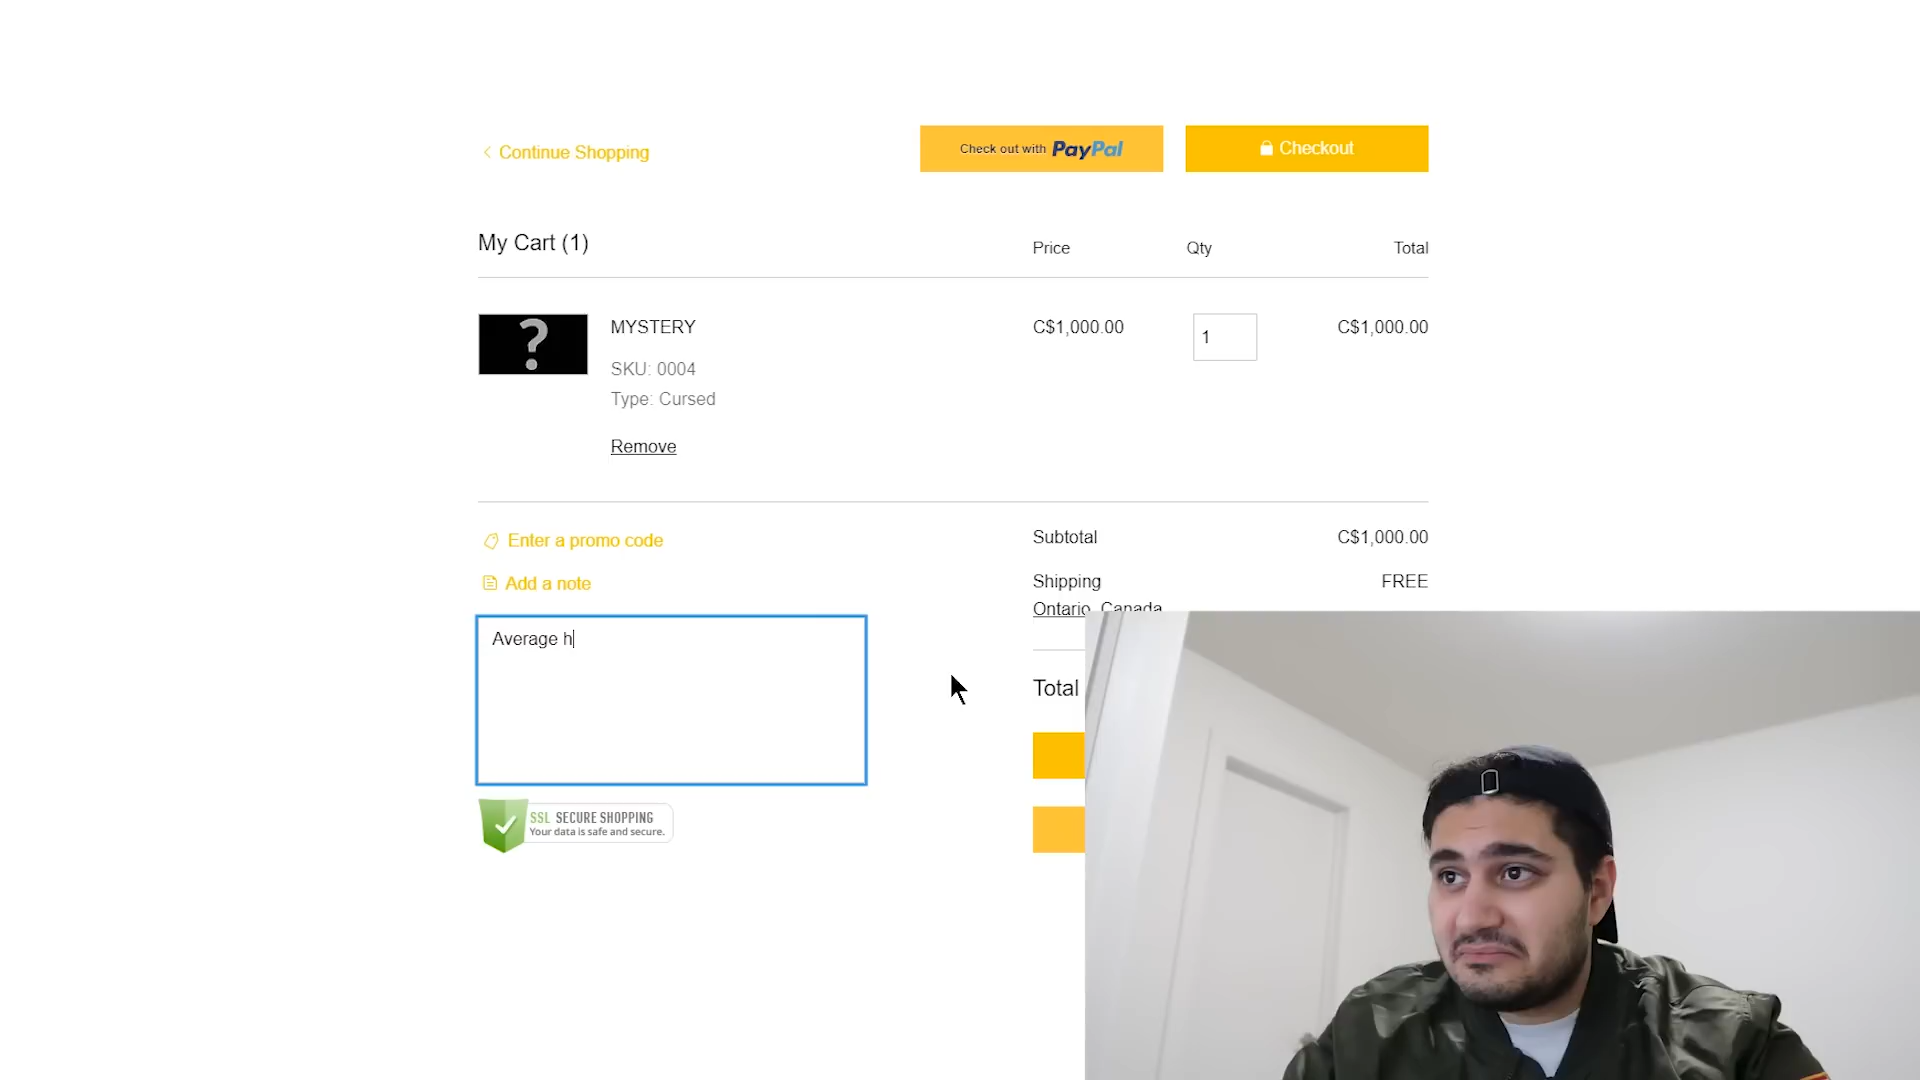 Continue Shopping
Check out with PayPal
Checkout
My Cart (1)
Price
Qty
Total
?
MYSTERY
C$1,000.00
1
C$1,000.00
SKU: 0004
Type: Cursed
Remove
Enter a promo code
Subtotal
C$1,000.00
Add a note
Shipping
FREE
Ontario, Canada
Average h
Total
SSL SECURE SHOPPING
Your data is safe and secure.